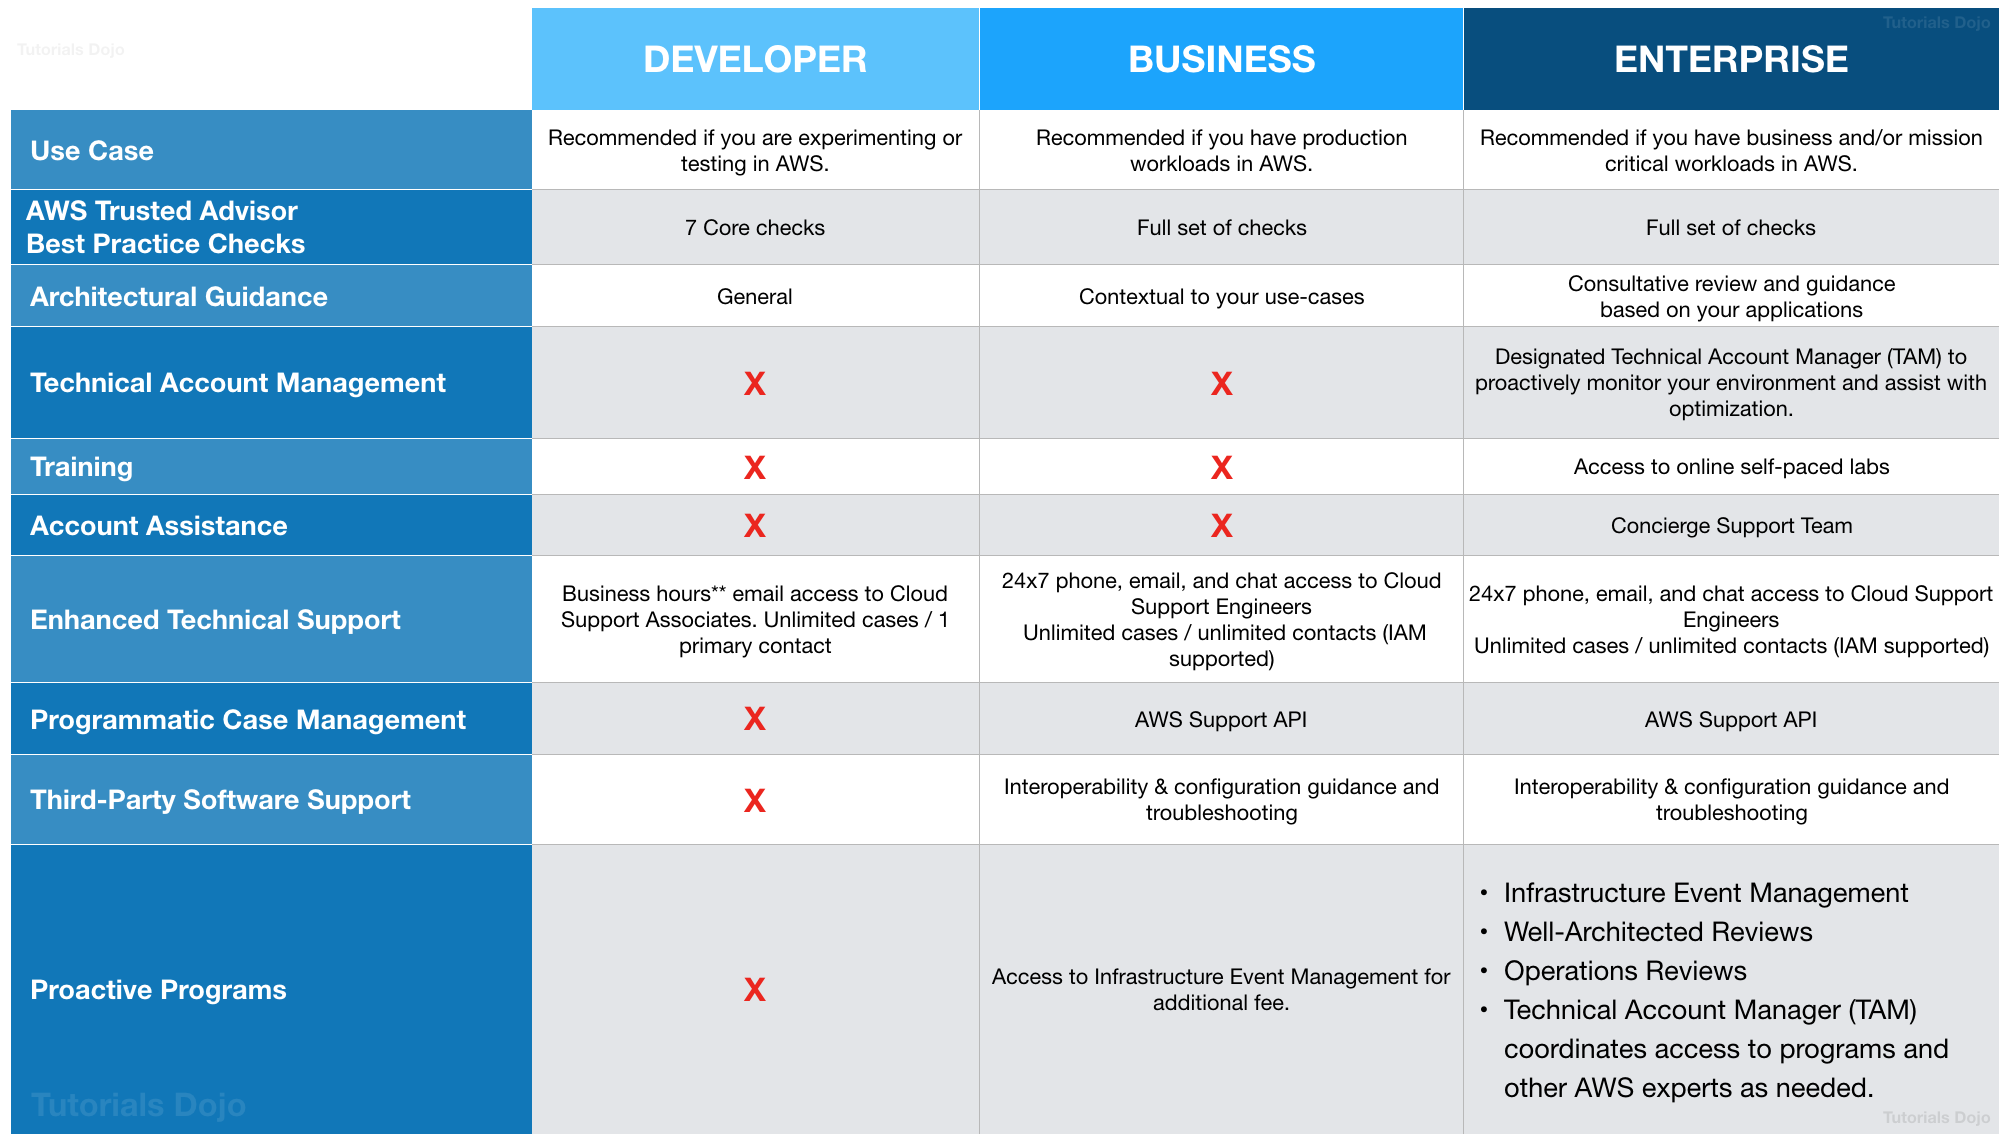 Tutorials Dojo
Tutorials Dojo
DEVELOPER
BUSINESS
ENTERPRISE
Use Case
Recommended if you are experimenting or
testing in AWS.
Recommended if you have production
workloads in AWS.
Recommended if you have business and/or mission
critical workloads in AWS.
AWS Trusted Advisor
Best Practice Checks
7 Core checks
Full set of checks
Full set of checks
Architectural Guidance
General
Contextual to your use-cases
Consultative review and guidance
based on your applications
Technical Account Management
X
X
Designated Technical Account Manager (TAM) to
proactively monitor your environment and assist with
optimization.
Training
X
X
Access to online self-paced labs
Account Assistance
X
X
Concierge Support Team
Enhanced Technical Support
Business hours** email access to Cloud
Support Associates. Unlimited cases / 1
primary contact
24x7 phone, email, and chat access to Cloud
Support Engineers
Unlimited cases / unlimited contacts (IAM
supported)
24x7 phone, email, and chat access to Cloud Support
Engineers
Unlimited cases / unlimited contacts (IAM supported)
Programmatic Case Management
X
AWS Support API
AWS Support API
Third-Party Software Support
X
Interoperability & configuration guidance and
troubleshooting
Interoperability & configuration guidance and
troubleshooting
Proactive Programs
X
Access to Infrastructure Event Management for
additional fee.
• Infrastructure Event Management
• Well-Architected Reviews
• Operations Reviews
• Technical Account Manager (TAM)
coordinates access to programs and
other AWS experts as needed.
Tutorials Dojo
Tutorials Dojo